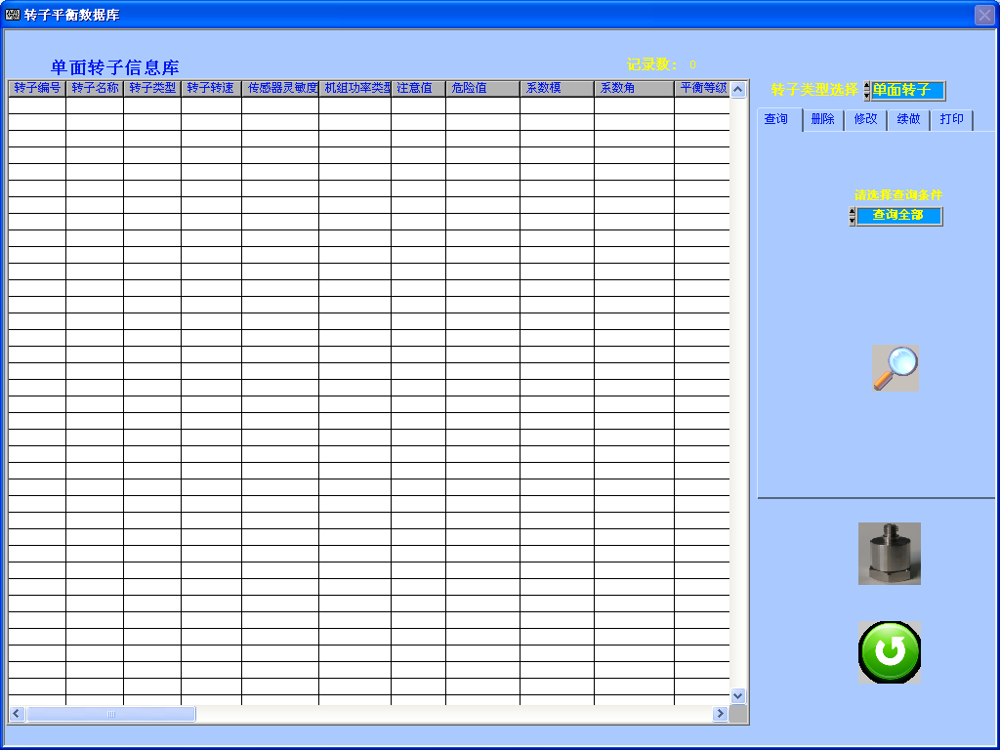 转子平衡数据库
单面转子信息库
记录数: 0
转子编号 转子名称 转子类型 转子转速 传感器灵敏度 机组功率类型 注意值 危险值 系数模 系数角 平衡等级
转子类型选择 单面转子
查询 删除 修改 续做 打印
请选择查询条件
查询全部